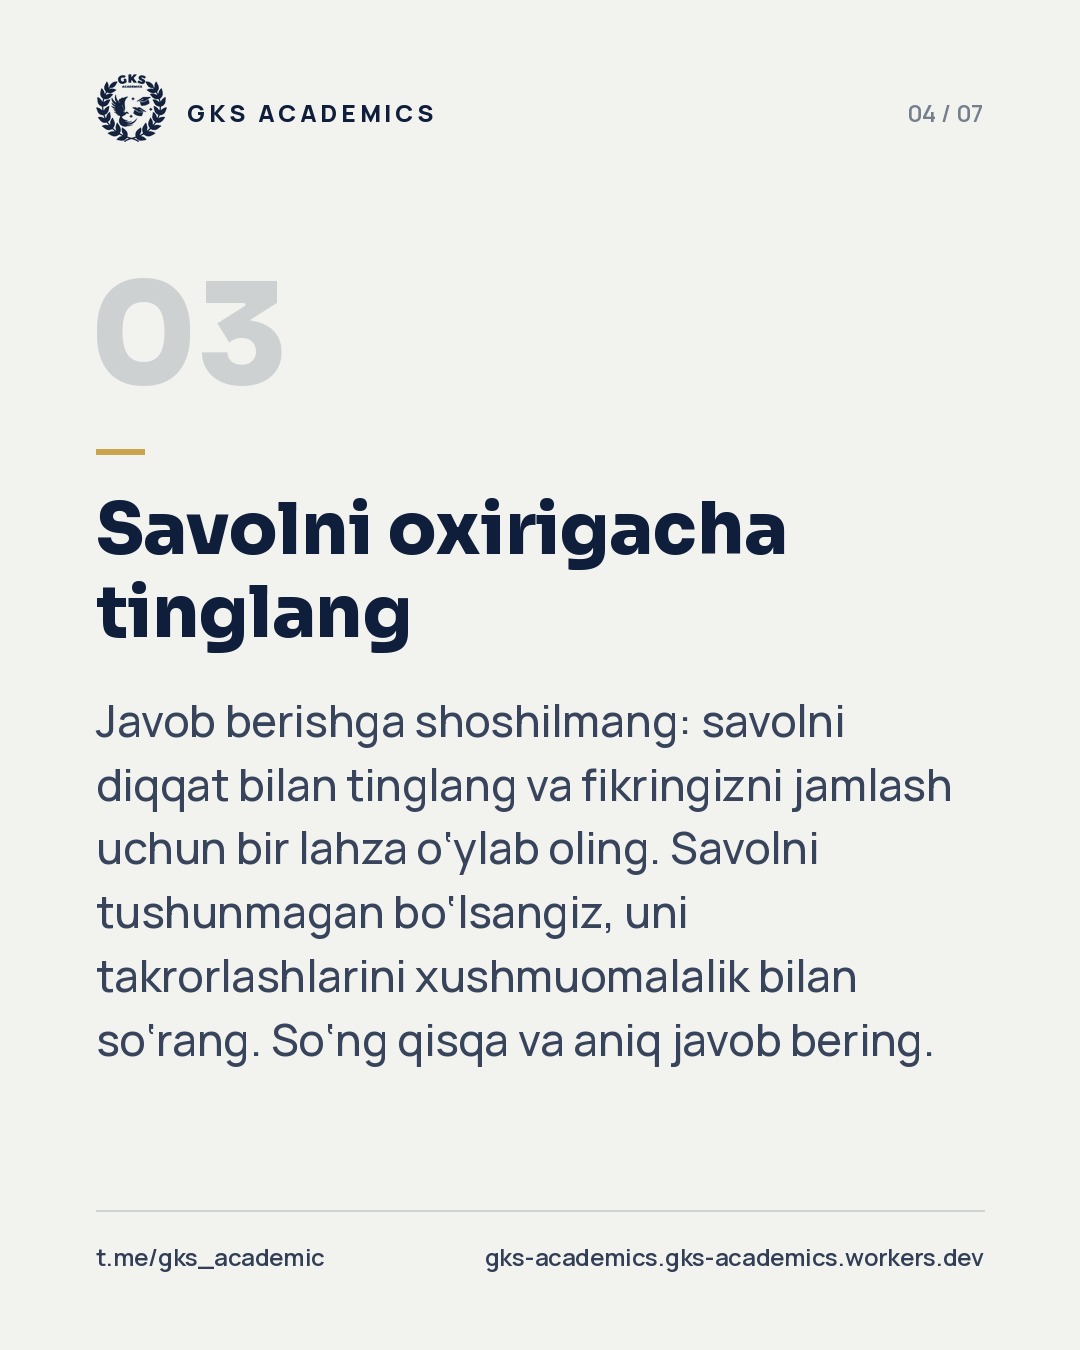 GKS
ACADEMICS
GKS ACADEMICS
04 / 07
03
Savolni oxirigacha
tinglang
Javob berishga shoshilmang: savolni
diqqat bilan tinglang va fikringizni jamlash
uchun bir lahza oʻylab oling. Savolni
tushunmagan boʻlsangiz, uni
takrorlashlarini xushmuomalalik bilan
soʻrang. Soʻng qisqa va aniq javob bering.
t.me/gks_academic
gks-academics.gks-academics.workers.dev